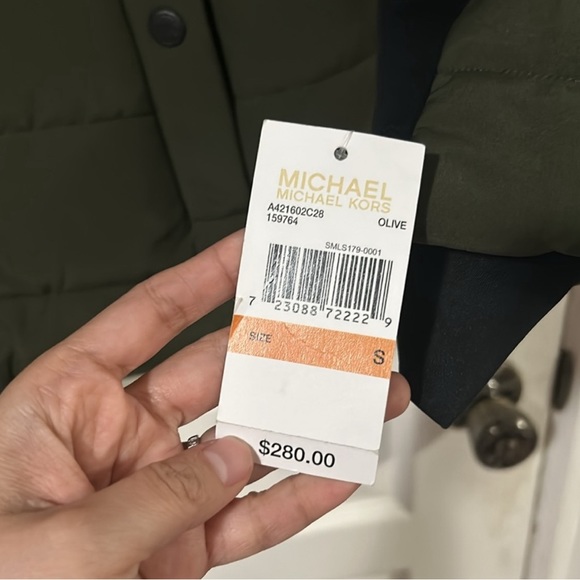 MICHAEL
MICHAEL KORS
A421602C28
159764 OLIVE
SMLS179-0001
7 23088 72222 9
SIZE S
$280.00